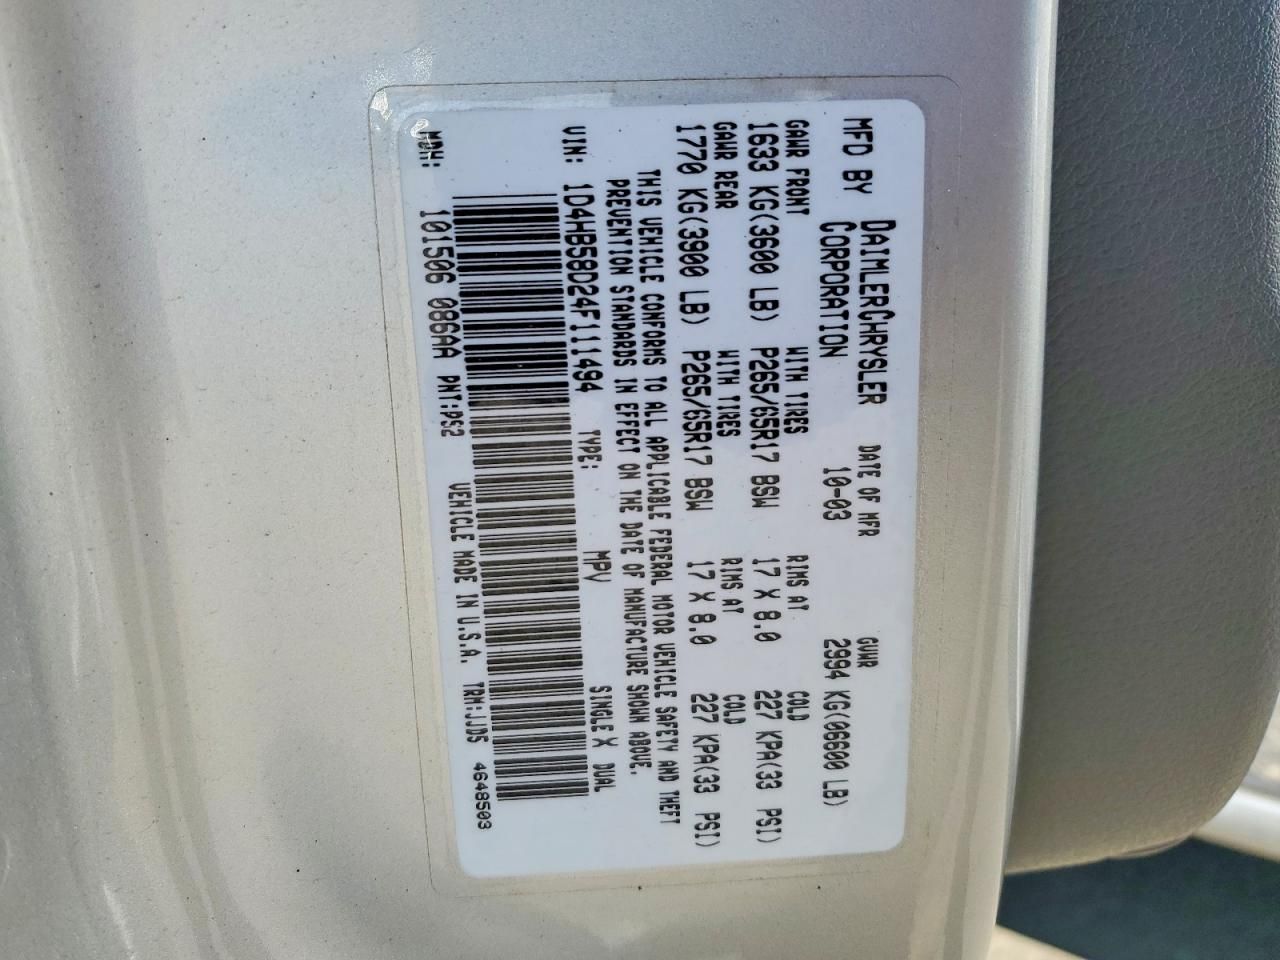 MFD BY DAIMLERCHRYSLER CORPORATION DATE OF MFR 10-03 GVWR 2994 KG(06600 LB)
GAWR FRONT WITH TIRES RIMS AT COLD
1633 KG(3600 LB) P265/65R17 BSW 17 X 8.0 227 KPA(33 PSI)
GAWR REAR WITH TIRES RIMS AT COLD
1770 KG(3900 LB) P265/65R17 BSW 17 X 8.0 227 KPA(33 PSI)
THIS VEHICLE CONFORMS TO ALL APPLICABLE FEDERAL MOTOR VEHICLE SAFETY AND THEFT
PREVENTION STANDARDS IN EFFECT ON THE DATE OF MANUFACTURE SHOWN ABOVE.
VIN: 1D4HB58D24F111494 TYPE: MPV SINGLE X DUAL
MDH: 101506 086AA PNT:PS2 VEHICLE MADE IN U.S.A. TRM:JJDS 4648503